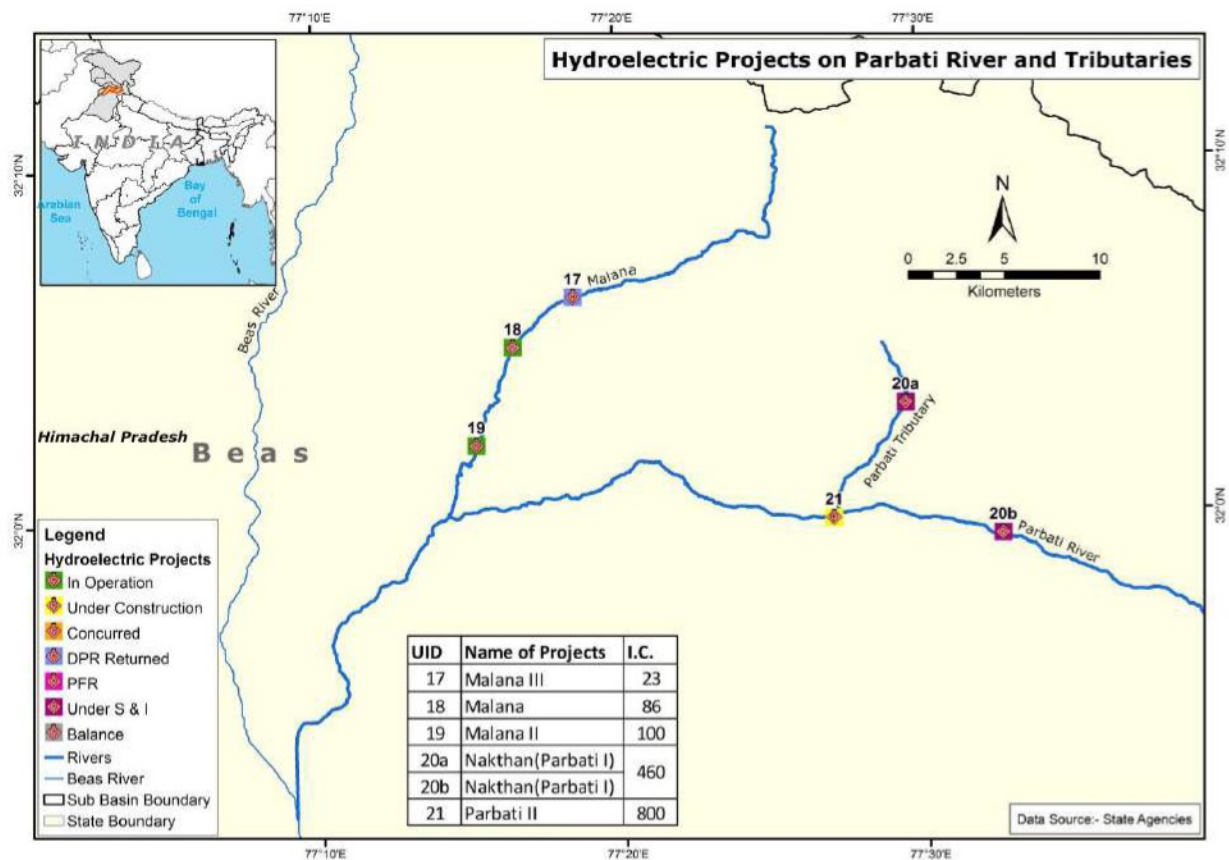 77°10'E 77°20'E 77°30'E
Hydroelectric Projects on Parbati River and Tributaries
I N D I A
Arabian
Sea
Bay
of
Bengal
32°10'N
32°10'N
N
0 2.5 5 10
Kilometers
Beas River
17
Malana
18
19
20a
Parbati Tributary
21
20b
Parbati River
Himachal Pradesh
Beas
32°0'N
32°0'N
Legend
Hydroelectric Projects
In Operation
Under Construction
Concurred
DPR Returned
PFR
Under S & I
Balance
Rivers
Beas River
Sub Basin Boundary
State Boundary
UID Name of Projects I.C.
17 Malana III 23
18 Malana 86
19 Malana II 100
20a Nakthan(Parbati I) 460
20b Nakthan(Parbati I)
21 Parbati II 800
Data Source:- State Agencies
77°10'E 77°20'E 77°30'E